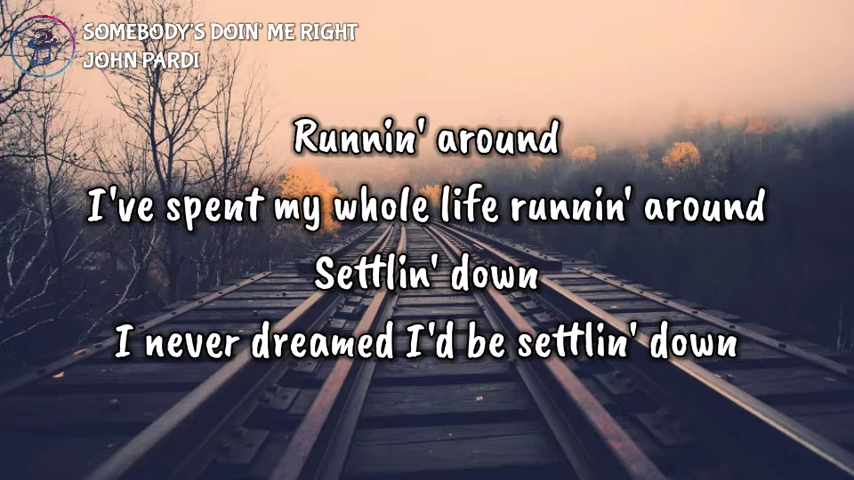 SOMEBODY'S DOIN' ME RIGHT
JOHN PARDI
Runnin' around
I've spent my whole life runnin' around
Settlin' down
I never dreamed I'd be settlin' down